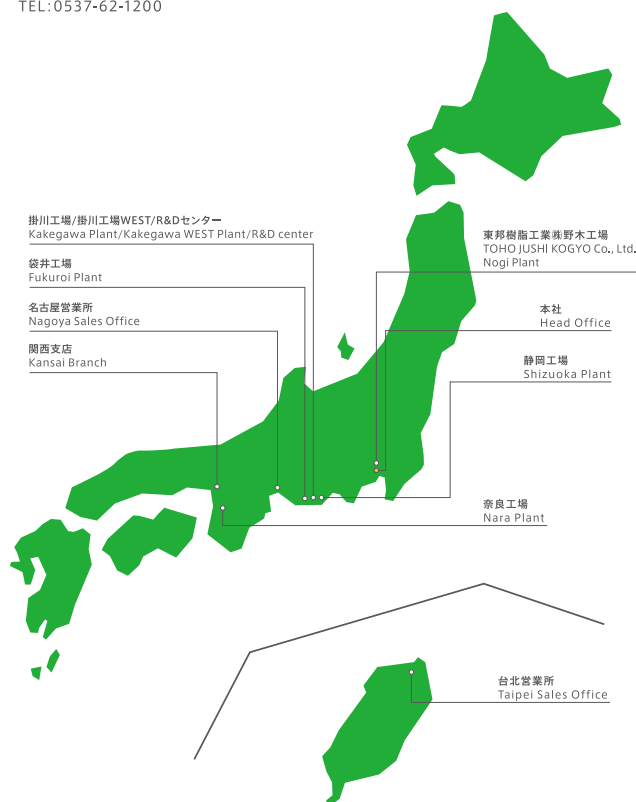 TEL:0537-62-1200
掛川工場/掛川工場WEST/R&Dセンター
Kakegawa Plant/Kakegawa WEST Plant/R&D center
袋井工場
Fukuroi Plant
名古屋営業所
Nagoya Sales Office
関西支店
Kansai Branch
東邦樹脂工業㈱野木工場
TOHO JUSHI KOGYO Co., Ltd.
Nogi Plant
本社
Head Office
静岡工場
Shizuoka Plant
奈良工場
Nara Plant
台北営業所
Taipei Sales Office